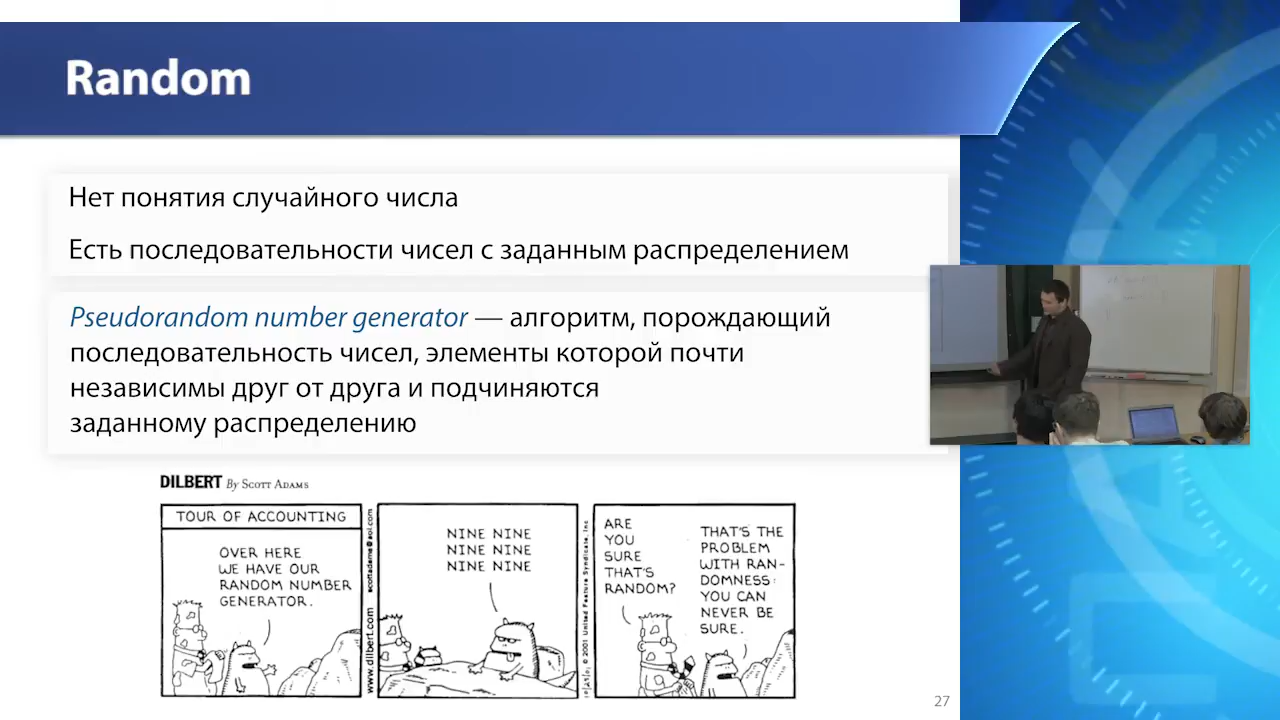 Random
Нет понятия случайного числа
Есть последовательности чисел с заданным распределением
Pseudorandom number generator — алгоритм, порождающий
последовательность чисел, элементы которой почти
независимы друг от друга и подчиняются
заданному распределению
DILBERT By SCOTT ADAMS
TOUR OF ACCOUNTING
OVER HERE
WE HAVE OUR
RANDOM NUMBER
GENERATOR.
www.dilbert.com scottadams@aol.com
NINE NINE
NINE NINE
NINE NINE
© 2001 United Feature Syndicate, Inc.
ARE
YOU
SURE
THAT'S
RANDOM?
THAT'S THE
PROBLEM
WITH RAN-
DOMNESS:
YOU CAN
NEVER BE
SURE.
27